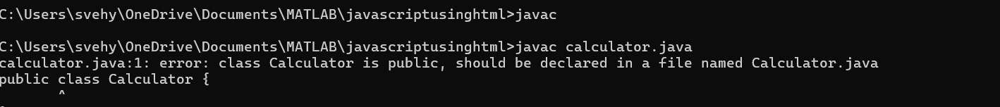 C:\Users\svehy\OneDrive\Documents\MATLAB\javascriptusinghtml>javac
C:\Users\svehy\OneDrive\Documents\MATLAB\javascriptusinghtml>javac calculator.java
calculator.java:1: error: class Calculator is public, should be declared in a file named Calculator.java
public class Calculator {
^